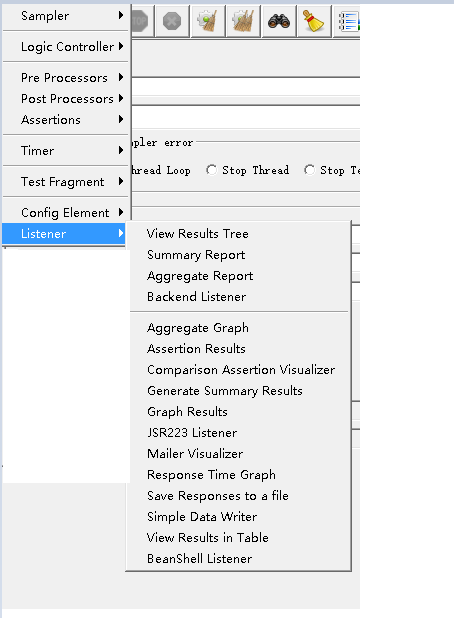 Sampler
STOP
Logic Controller
Pre Processors
Post Processors
Assertions
mpler error
Timer
hread Loop
Stop Thread
Stop Te
Test Fragment
Config Element
Listener
View Results Tree
Summary Report
Aggregate Report
Backend Listener
Aggregate Graph
Assertion Results
Comparison Assertion Visualizer
Generate Summary Results
Graph Results
JSR223 Listener
Mailer Visualizer
Response Time Graph
Save Responses to a file
Simple Data Writer
View Results in Table
BeanShell Listener